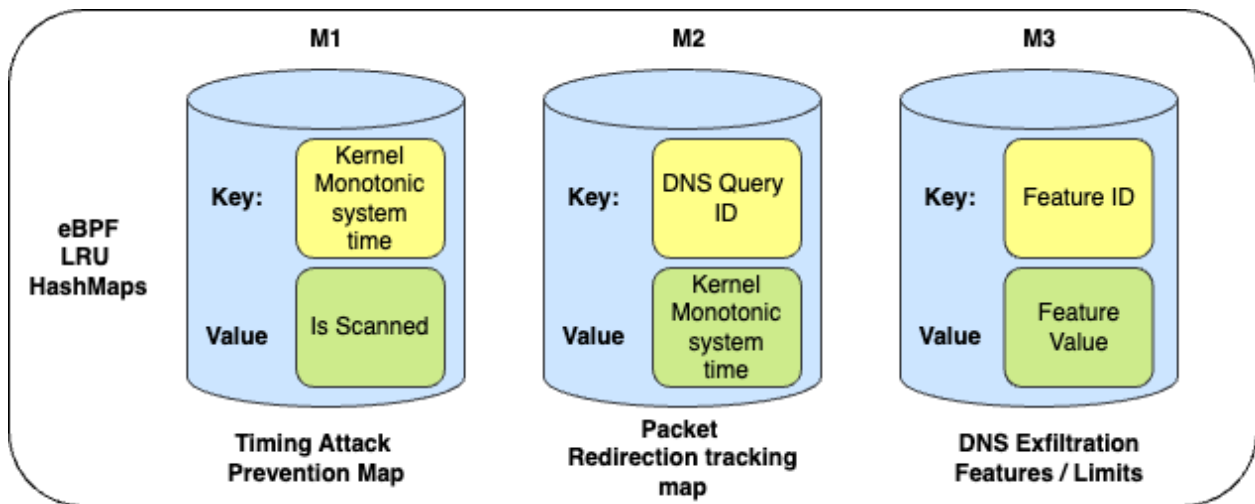 M1
M2
M3
eBPF
LRU
HashMaps
Key:
Kernel
Monotonic
system
time
Value
Is Scanned
Key:
DNS Query
ID
Value
Kernel
Monotonic
system
time
Key:
Feature ID
Value
Feature
Value
Timing Attack
Prevention Map
Packet
Redirection tracking
map
DNS Exfiltration
Features / Limits